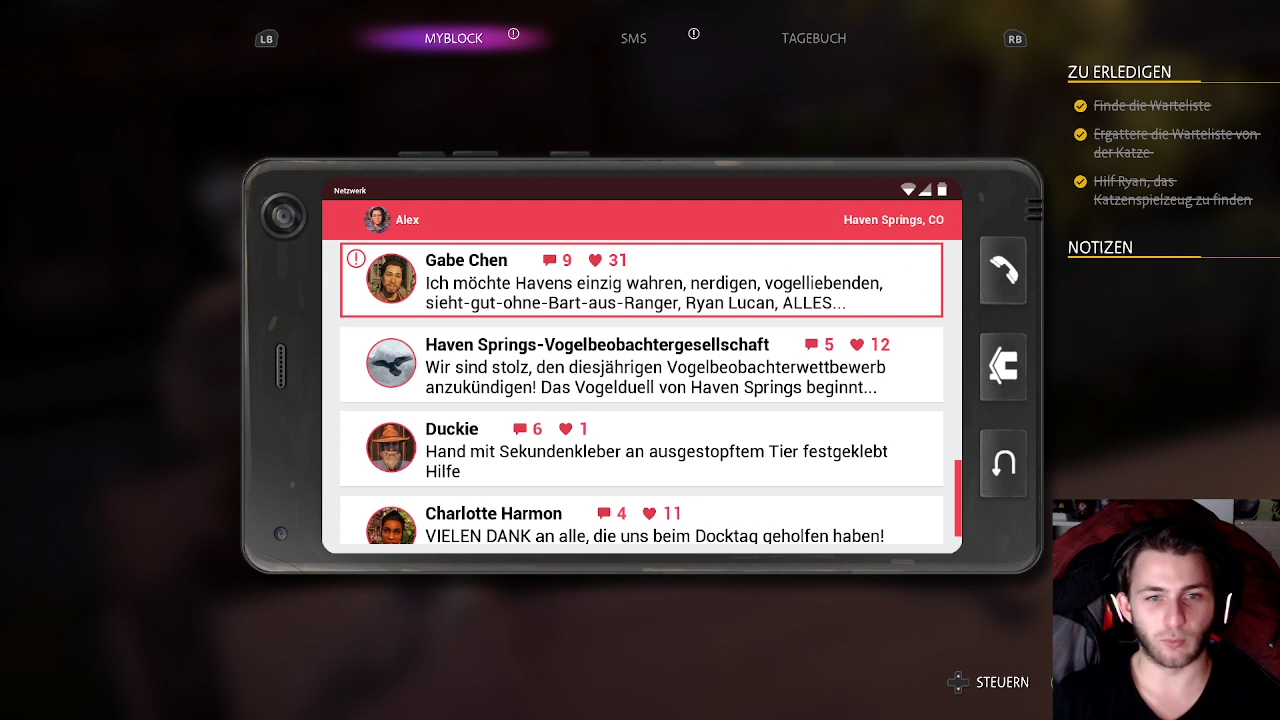 LB
MYBLOCK
SMS
TAGEBUCH
RB
ZU ERLEDIGEN
Finde die Warteliste
Ergattere die Warteliste von
der Katze
Hilf Ryan, das
Katzenspielzeug zu finden
NOTIZEN
Netzwerk
Alex
Haven Springs, CO
Gabe Chen 9 31
Ich möchte Havens einzig wahren, nerdigen, vogelliebenden,
sieht-gut-ohne-Bart-aus-Ranger, Ryan Lucan, ALLES...
Haven Springs-Vogelbeobachtergesellschaft 5 12
Wir sind stolz, den diesjährigen Vogelbeobachterwettbewerb
anzukündigen! Das Vogelduell von Haven Springs beginnt...
Duckie 6 1
Hand mit Sekundenkleber an ausgestopftem Tier festgeklebt
Hilfe
Charlotte Harmon 4 11
VIELEN DANK an alle, die uns beim Docktag geholfen haben!
STEUERN